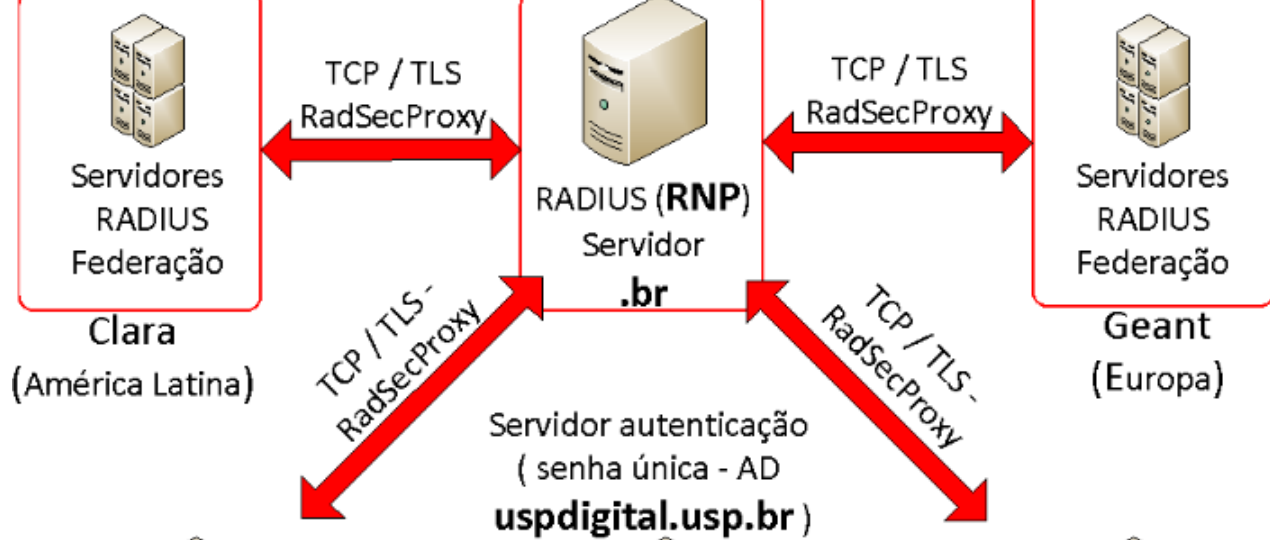 TCP / TLS
RadSecProxy
TCP / TLS
RadSecProxy
Servidores
RADIUS
Federação
RADIUS (RNP)
Servidor
.br
Servidores
RADIUS
Federação
Clara
(América Latina)
TCP / TLS -
RadSecProxy
TCP / TLS -
RadSecProxy
Geant
(Europa)
Servidor autenticação
( senha única - AD
uspdigital.usp.br )